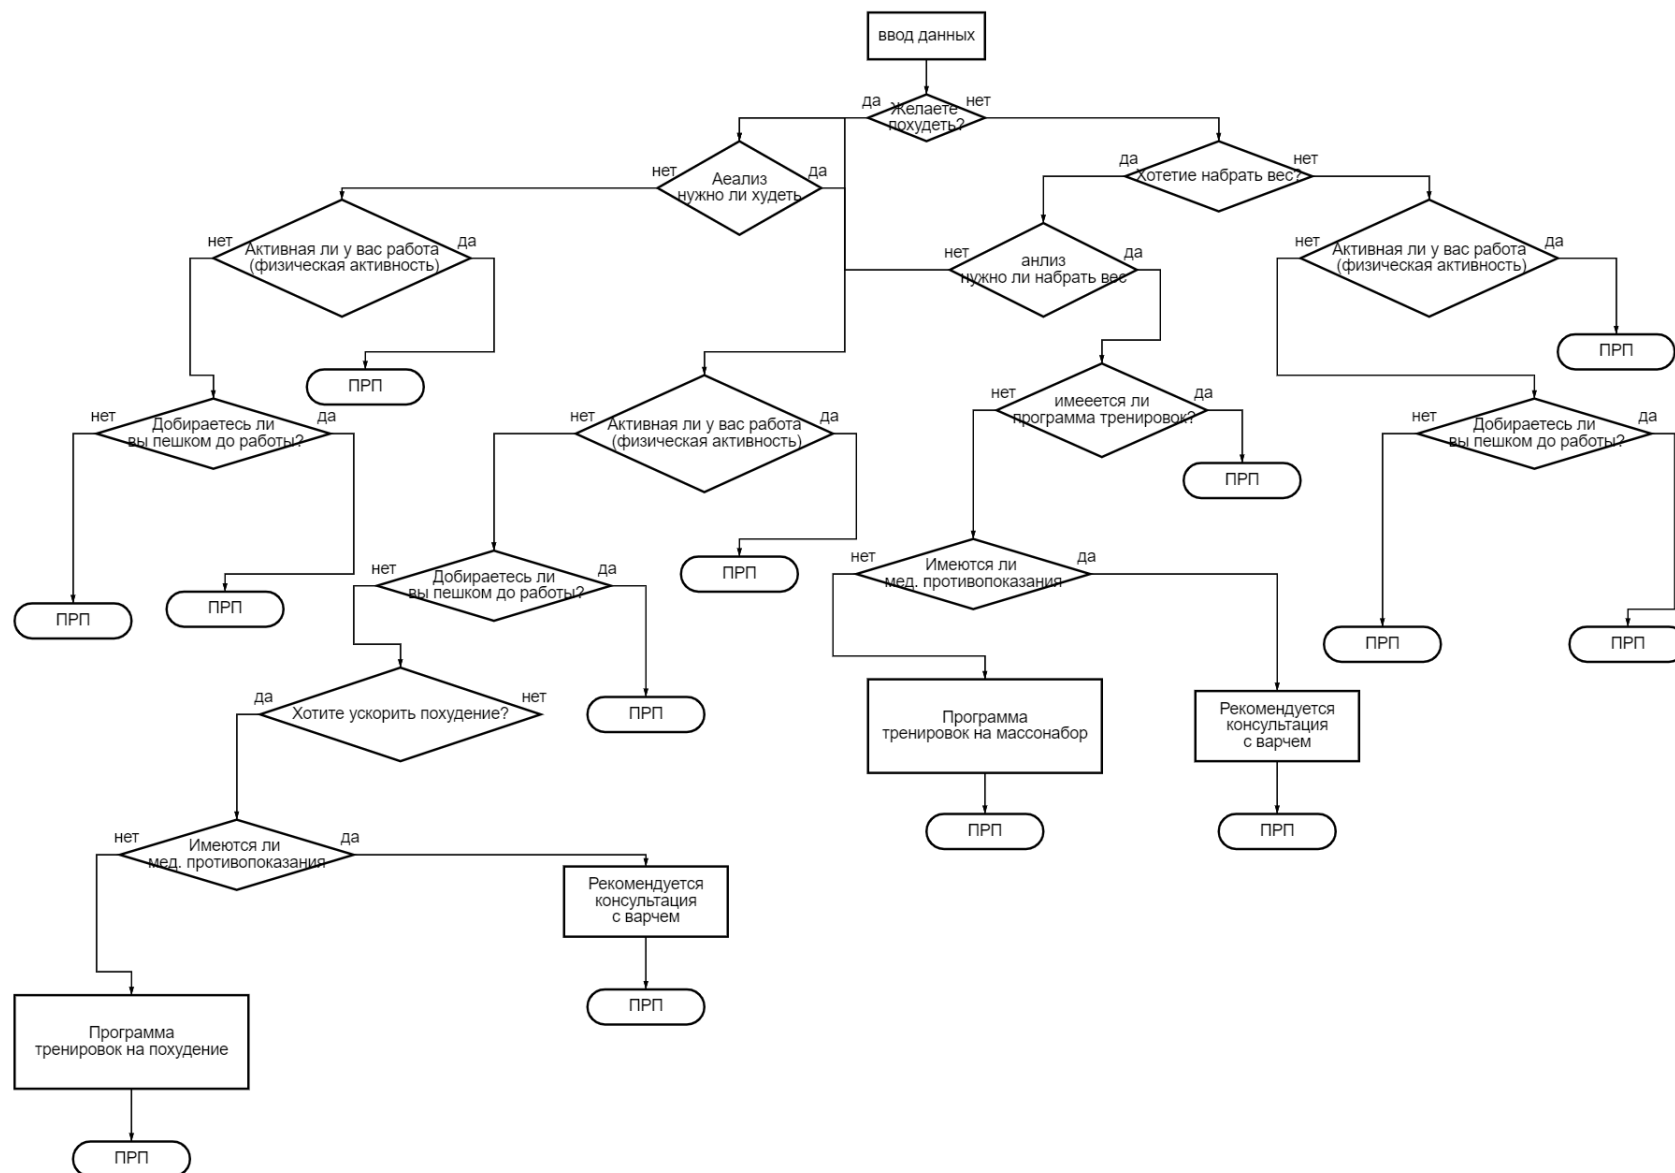 ввод данных
да
нет
Желаете
похудеть?
нет
да
Аеализ
нужно ли худеть
да
нет
Хотетие набрать вес?
нет
да
Активная ли у вас работа
(физическая активность)
нет
да
анлиз
нужно ли набрать вес
нет
да
Активная ли у вас работа
(физическая активность)
ПРП
ПРП
нет
да
Добираетесь ли
вы пешком до работы?
нет
да
Активная ли у вас работа
(физическая активность)
нет
да
имееется ли
программа тренировок?
нет
да
Добираетесь ли
вы пешком до работы?
ПРП
ПРП
ПРП
ПРП
нет
да
Добираетесь ли
вы пешком до работы?
нет
да
Имеются ли
мед. противопоказания
ПРП
ПРП
да
нет
Хотите ускорить похудение?
ПРП
Программа
тренировок на массонабор
Рекомендуется
консультация
с варчем
ПРП
ПРП
нет
да
Имеются ли
мед. противопоказания
Рекомендуется
консультация
с варчем
ПРП
Программа
тренировок на похудение
ПРП